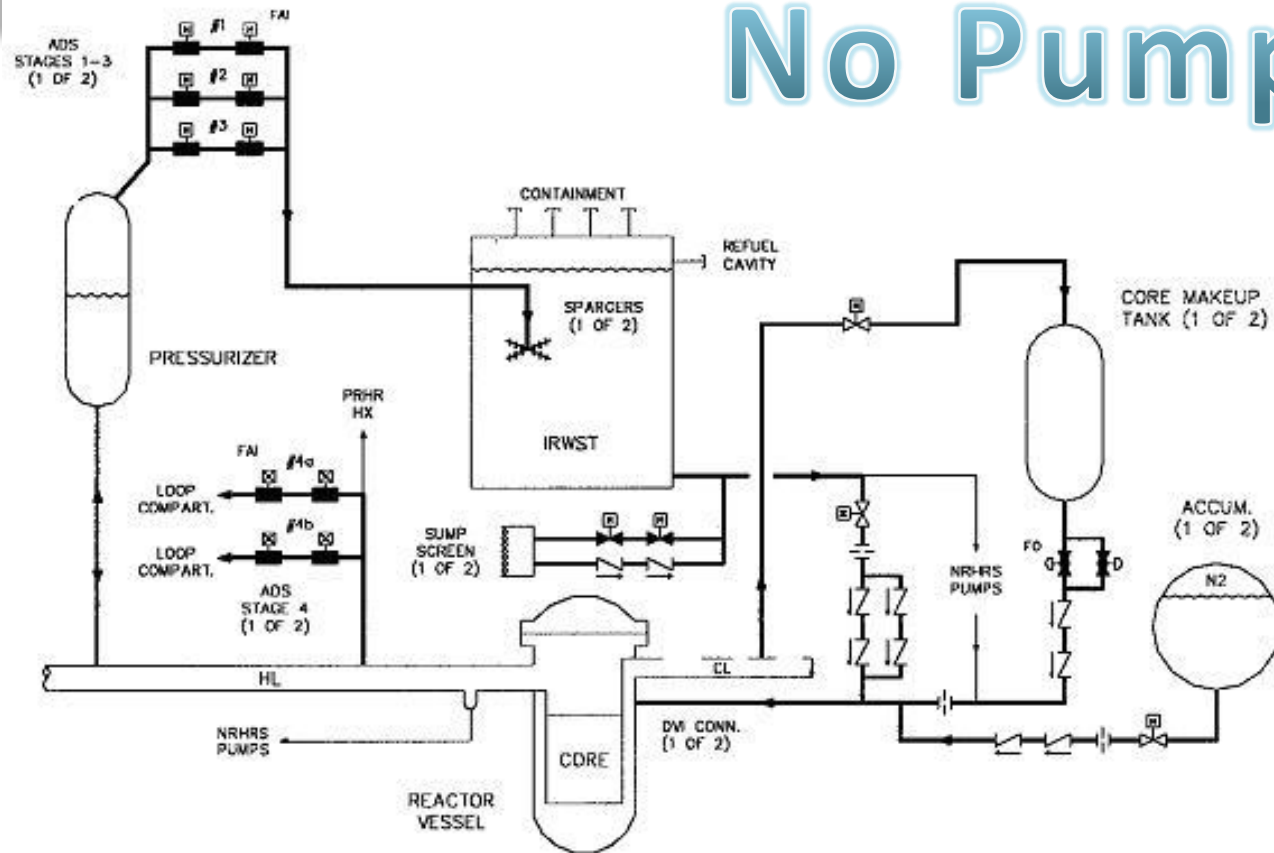 No Pump
ADS
STAGES 1-3
(1 OF 2)
#1
FAI
M
M
#2
M
M
#3
M
M
PRESSURIZER
CONTAINMENT
REFUEL
CAVITY
SPARGERS
(1 OF 2)
IRWST
M
CORE MAKEUP
TANK (1 OF 2)
PRHR
HX
FAI
#4a
LOOP
COMPART.
#4b
LOOP
COMPART.
ADS
STAGE 4
(1 OF 2)
SUMP
SCREEN
(1 OF 2)
M
M
M
NRHRS
PUMPS
FO
ACCUM.
(1 OF 2)
N2
HL
CL
NRHRS
PUMPS
CORE
DVI CONN.
(1 OF 2)
M
REACTOR
VESSEL